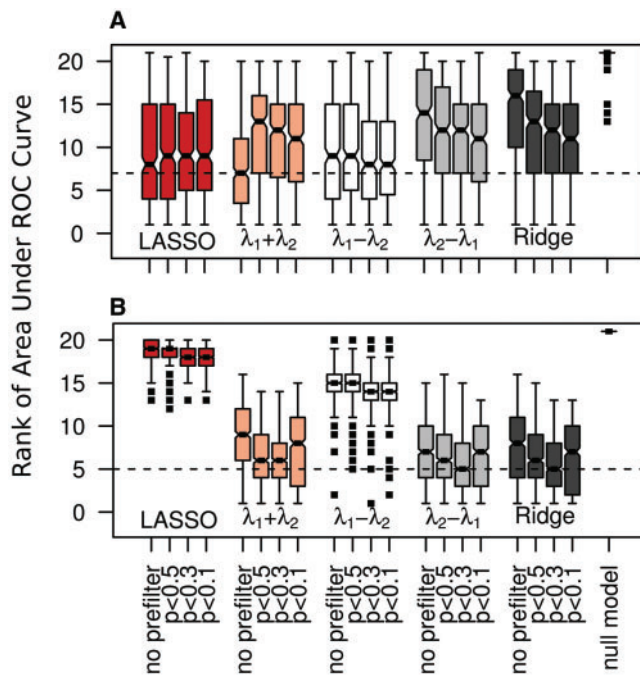 A
20
15
10
5
0
LASSO λ₁+λ₂ λ₁−λ₂ λ₂−λ₁ Ridge
Rank of Area Under ROC Curve
B
20
15
10
5
0
LASSO λ₁+λ₂ λ₁−λ₂ λ₂−λ₁ Ridge
no prefilter
p<0.5
p<0.3
p<0.1
no prefilter
p<0.5
p<0.3
p<0.1
no prefilter
p<0.5
p<0.3
p<0.1
no prefilter
p<0.5
p<0.3
p<0.1
no prefilter
p<0.5
p<0.3
p<0.1
null model